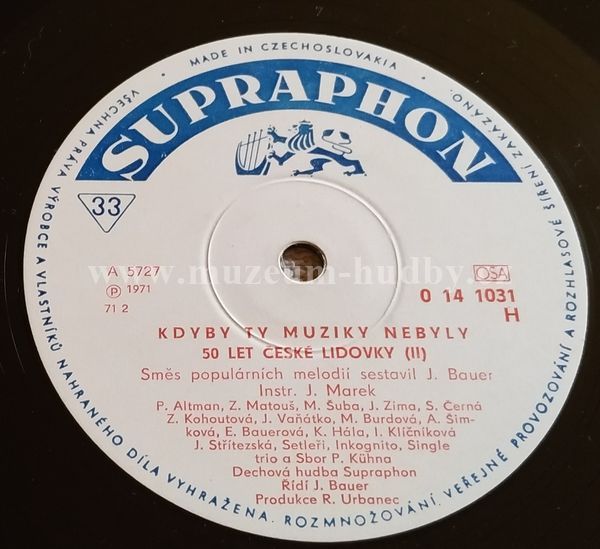 • MADE IN CZECHOSLOVAKIA •
SUPRAPHON
33
A 5727
Ⓟ 1971
71 2
OSA
0 14 1031
H
www.muzeum-hudby.
KDYBY TY MUZIKY NEBYLY
50 LET ČESKÉ LIDOVKY (II)
Směs populárních melodií sestavil J. Bauer
Instr. J. Marek
P. Altman, Z. Matouš, M. Šuba, J. Zima, S. Černá
Z. Kohoutová, J. Vaňátko, M. Burdová, A. Šim-
ková, E. Bauerová, K. Hála, I. Klíčníková
J. Střítezská, Setleři, Inkognito, Single
trio a Sbor P. Kühna
Dechová hudba Supraphon
Řídí J. Bauer
Produkce R. Urbanec
VŠECHNA PRÁVA VÝROBCE A VLASTNÍKŮ NAHRANÉHO DÍLA VYHRAŽENA. ROZMNOŽOVÁNÍ, VEŘEJNÉ PROVOZOVÁNÍ A ROZHLASOVÉ ŠÍŘENÍ ZAKÁZÁNO.